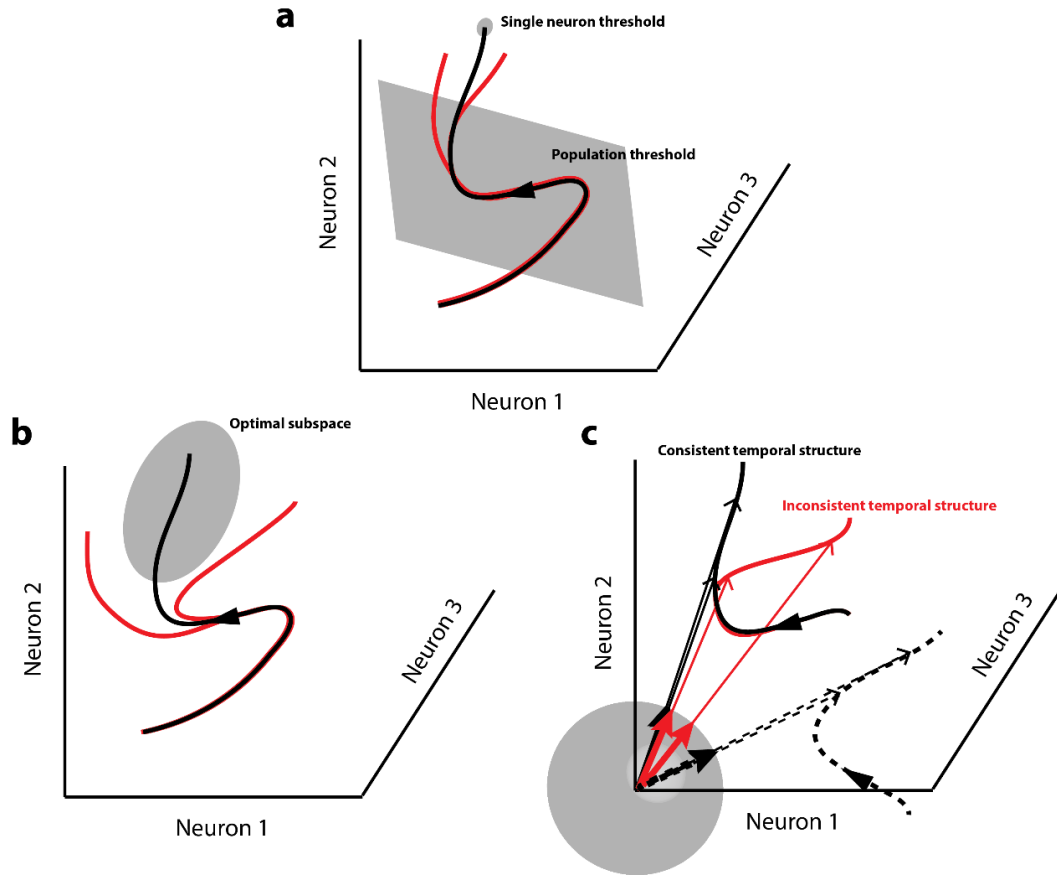 a
Single neuron threshold
Population threshold
Neuron 2
Neuron 3
Neuron 1
b
Optimal subspace
Neuron 2
Neuron 3
Neuron 1
c
Consistent temporal structure
Inconsistent temporal structure
Neuron 2
Neuron 3
Neuron 1